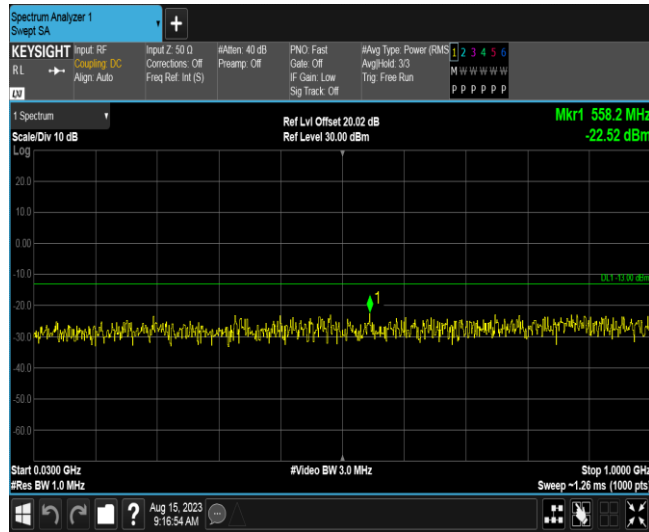 Spectrum Analyzer 1
Swept SA
+
KEYSIGHT
RL
LXI
Input: RF
Coupling: DC
Align: Auto
Input Z: 50 Ω
Corrections: Off
Freq Ref: Int (S)
#Atten: 40 dB
Preamp: Off
PNO: Fast
Gate: Off
IF Gain: Low
Sig Track: Off
#Avg Type: Power (RMS
Avg|Hold: 3/3
Trig: Free Run
1 2 3 4 5 6
M W W W W W
P P P P P P
1 Spectrum
Scale/Div 10 dB
Ref Lvl Offset 20.02 dB
Ref Level 30.00 dBm
Mkr1 558.2 MHz
-22.52 dBm
Log
20.0
10.0
0.00
-10.0
DL1 -13.00 dBm
1
-20.0
-30.0
-40.0
-50.0
-60.0
Start 0.0300 GHz
#Res BW 1.0 MHz
#Video BW 3.0 MHz
Stop 1.0000 GHz
Sweep ~1.26 ms (1000 pts)
?
Aug 15, 2023
9:16:54 AM